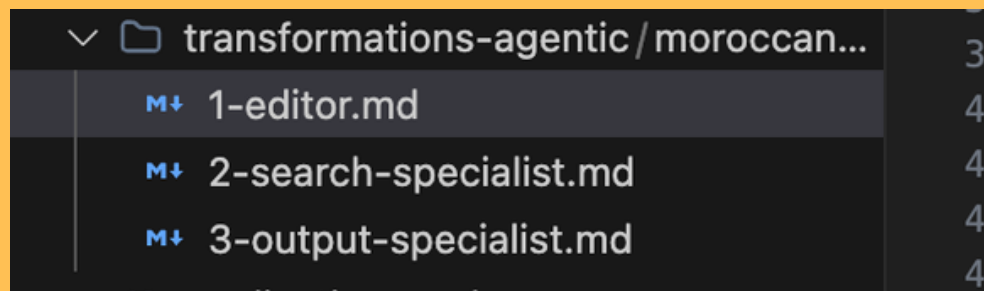 transformations-agentic/moroccan...
1-editor.md
2-search-specialist.md
3-output-specialist.md